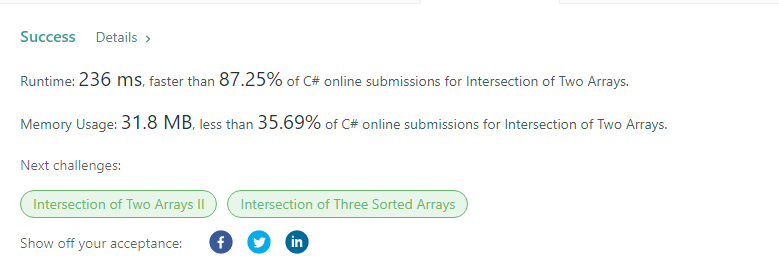 Success Details >
Runtime: 236 ms, faster than 87.25% of C# online submissions for Intersection of Two Arrays.
Memory Usage: 31.8 MB, less than 35.69% of C# online submissions for Intersection of Two Arrays.
Next challenges:
Intersection of Two Arrays II Intersection of Three Sorted Arrays
Show off your acceptance: f in